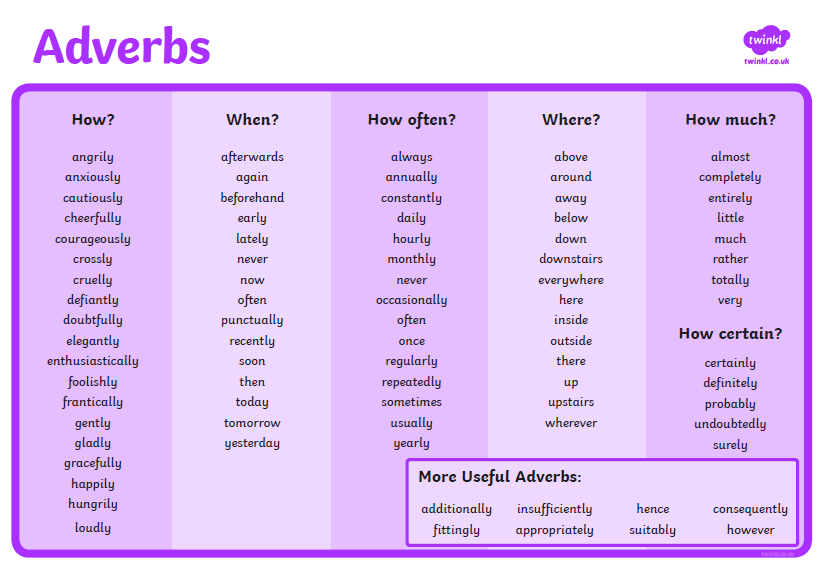 Adverbs
twinkl
twinkl.co.uk
How?
angrily
anxiously
cautiously
cheerfully
courageously
crossly
cruelly
defiantly
doubtfully
elegantly
enthusiastically
foolishly
frantically
gently
gladly
gracefully
happily
hungrily
loudly
When?
afterwards
again
beforehand
early
lately
never
now
often
punctually
recently
soon
then
today
tomorrow
yesterday
How often?
always
annually
constantly
daily
hourly
monthly
never
occasionally
often
once
regularly
repeatedly
sometimes
usually
yearly
Where?
above
around
away
below
down
downstairs
everywhere
here
inside
outside
there
up
upstairs
wherever
How much?
almost
completely
entirely
little
much
rather
totally
very
How certain?
certainly
definitely
probably
undoubtedly
surely
More Useful Adverbs:
additionally insufficiently hence consequently
fittingly appropriately suitably however
twinkl.co.uk